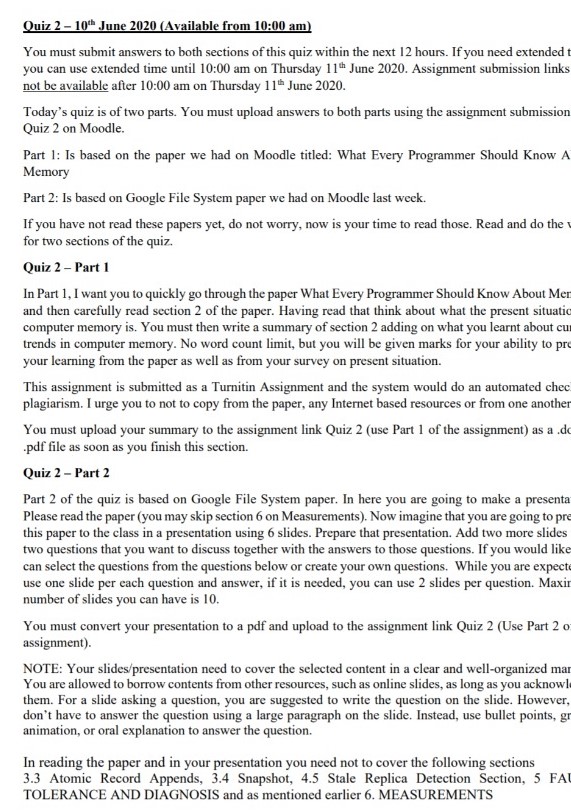 Quiz 2 – 10th June 2020 (Available from 10:00 am)
You must submit answers to both sections of this quiz within the next 12 hours. If you need extended t
you can use extended time until 10:00 am on Thursday 11th June 2020. Assignment submission links
not be available after 10:00 am on Thursday 11th June 2020.
Today's quiz is of two parts. You must upload answers to both parts using the assignment submission
Quiz 2 on Moodle.
Part 1: Is based on the paper we had on Moodle titled: What Every Programmer Should Know A
Memory
Part 2: Is based on Google File System paper we had on Moodle last week.
If you have not read these papers yet, do not worry, now is your time to read those. Read and do the
for two sections of the quiz.
Quiz 2 – Part 1
In Part 1, I want you to quickly go through the paper What Every Programmer Should Know About Mem
and then carefully read section 2 of the paper. Having read that think about what the present situatio
computer memory is. You must then write a summary of section 2 adding on what you learnt about cur
trends in computer memory. No word count limit, but you will be given marks for your ability to pre
your learning from the paper as well as from your survey on present situation.
This assignment is submitted as a Turnitin Assignment and the system would do an automated chec
plagiarism. I urge you to not to copy from the paper, any Internet based resources or from one another
You must upload your summary to the assignment link Quiz 2 (use Part 1 of the assignment) as a .do
.pdf file as soon as you finish this section.
Quiz 2 – Part 2
Part 2 of the quiz is based on Google File System paper. In here you are going to make a presenta
Please read the paper (you may skip section 6 on Measurements). Now imagine that you are going to pre
this paper to the class in a presentation using 6 slides. Prepare that presentation. Add two more slides
two questions that you want to discuss together with the answers to those questions. If you would like
can select the questions from the questions below or create your own questions. While you are expecte
use one slide per each question and answer, if it is needed, you can use 2 slides per question. Maxim
number of slides you can have is 10.
You must convert your presentation to a pdf and upload to the assignment link Quiz 2 (Use Part 2 o
assignment).
NOTE: Your slides/presentation need to cover the selected content in a clear and well-organized man
You are allowed to borrow contents from other resources, such as online slides, as long as you acknowle
them. For a slide asking a question, you are suggested to write the question on the slide. However,
don't have to answer the question using a large paragraph on the slide. Instead, use bullet points, gr
animation, or oral explanation to answer the question.
In reading the paper and in your presentation you need not to cover the following sections
3.3 Atomic Record Appends, 3.4 Snapshot, 4.5 Stale Replica Detection Section, 5 FAU
TOLERANCE AND DIAGNOSIS and as mentioned earlier 6. MEASUREMENTS